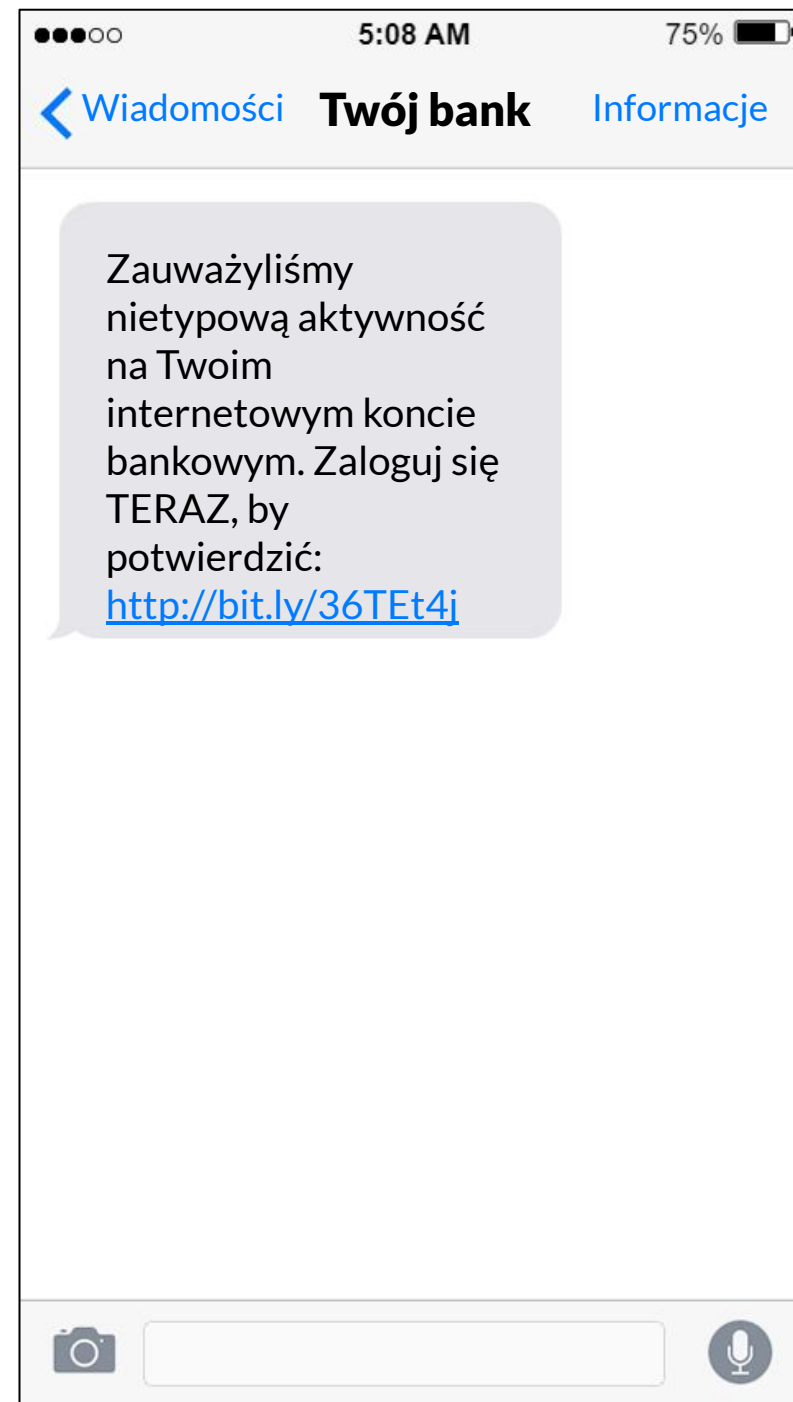 5:08 AM 75%
Wiadomości Twój bank Informacje
Zauważyliśmy
nietypową aktywność
na Twoim
internetowym koncie
bankowym. Zaloguj się
TERAZ, by
potwierdzić:
http://bit.ly/36TEt4j